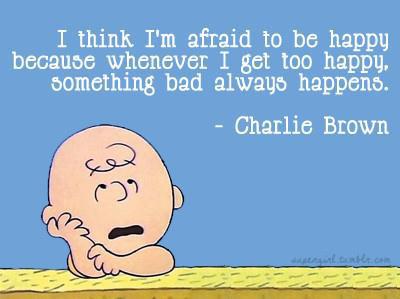 I think I'm afraid to be happy
because whenever I get too happy,
something bad always happens.
- Charlie Brown